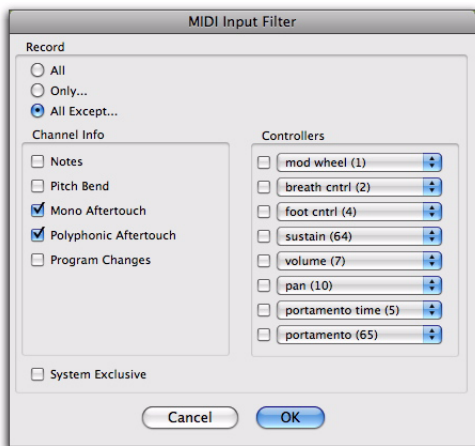 MIDI Input Filter
Record
All
Only...
All Except...
Channel Info
Notes
Pitch Bend
Mono Aftertouch
Polyphonic Aftertouch
Program Changes
Controllers
mod wheel (1)
breath cntrl (2)
foot cntrl (4)
sustain (64)
volume (7)
pan (10)
portamento time (5)
portamento (65)
System Exclusive
Cancel
OK